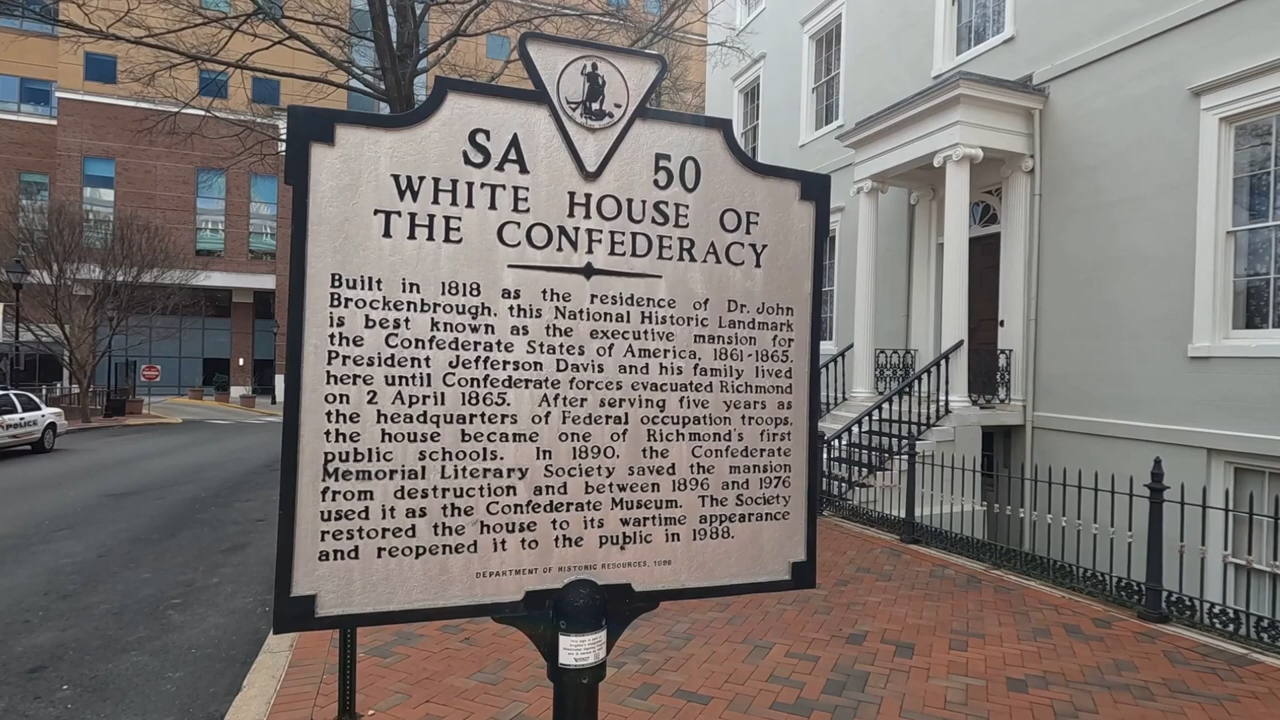 SA 50
WHITE HOUSE OF
THE CONFEDERACY
Built in 1818 as the residence of Dr. John
Brockenbrough, this National Historic Landmark
is best known as the executive mansion for
the Confederate States of America, 1861-1865.
President Jefferson Davis and his family lived
here until Confederate forces evacuated Richmond
on 2 April 1865. After serving five years as
the headquarters of Federal occupation troops,
the house became one of Richmond's first
public schools. In 1890, the Confederate
Memorial Literary Society saved the mansion
from destruction and between 1896 and 1976
used it as the Confederate Museum. The Society
restored the house to its wartime appearance
and reopened it to the public in 1988.
DEPARTMENT OF HISTORIC RESOURCES, 1996
POLICE